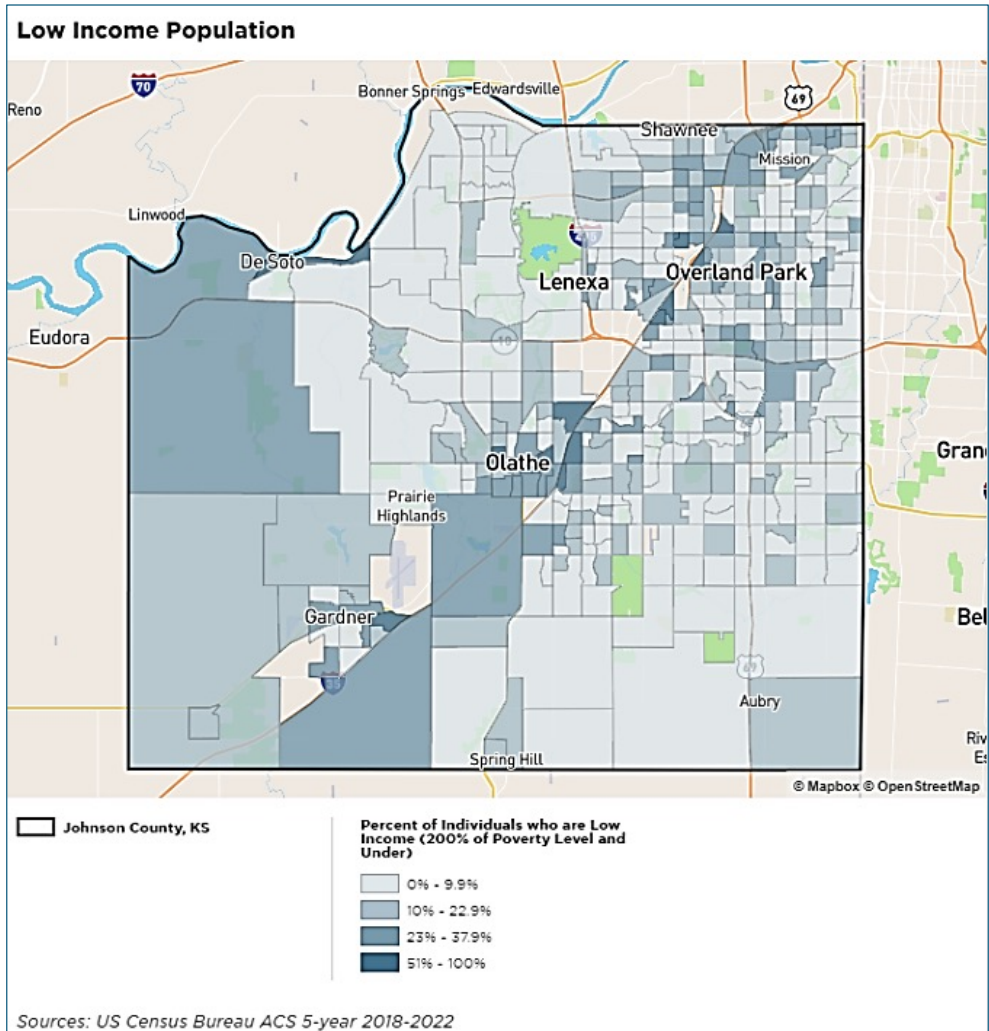 Low Income Population
70
Reno
Bonner Springs
Edwardsville
69
Shawnee
Mission
Linwood
De Soto
Lenexa
Overland Park
Eudora
10
Olathe
Gran
Prairie
Highlands
Gardner
Bel
69
Aubry
Riv
Es
Spring Hill
© Mapbox © OpenStreetMap
Johnson County, KS
Percent of Individuals who are Low
Income (200% of Poverty Level and
Under)
0% - 9.9%
10% - 22.9%
23% - 37.9%
51% - 100%
Sources: US Census Bureau ACS 5-year 2018-2022